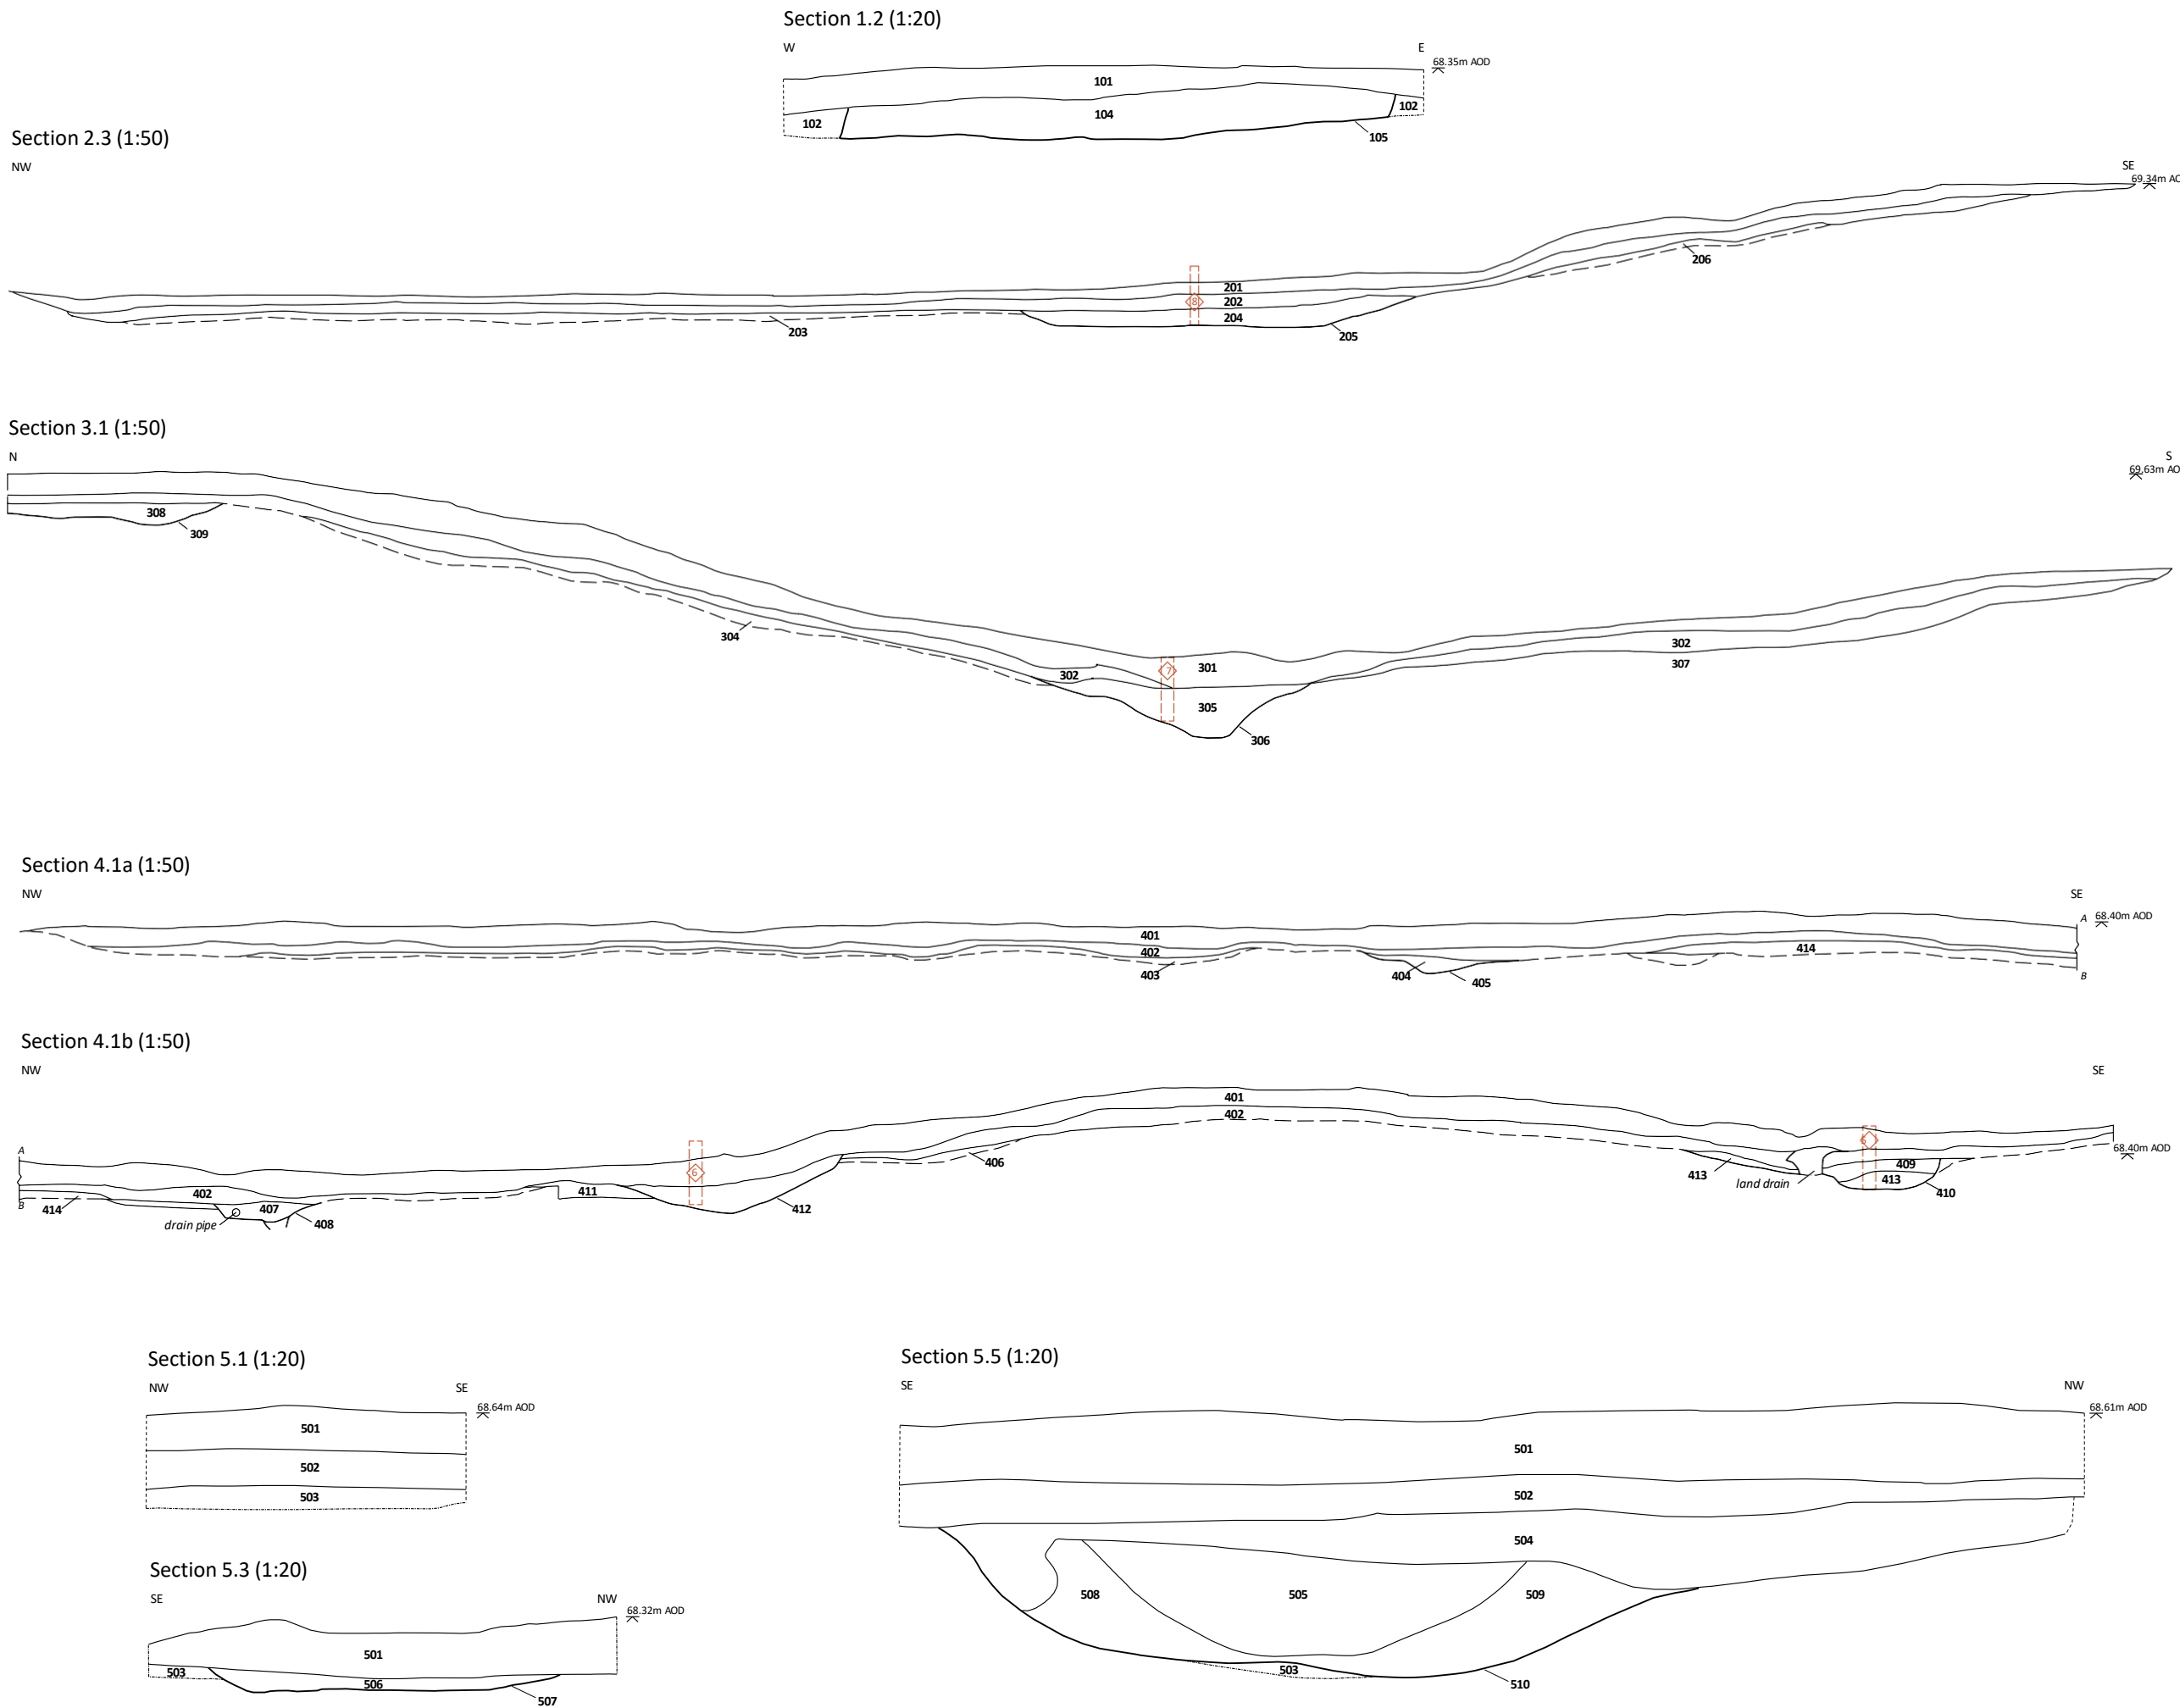 Section 1.2 (1:20)
W E
68.35m AOD
101
102
104
102
105
Section 2.3 (1:50)
NW SE
69.34m AO
201
202
204
203
205
206
8
Section 3.1 (1:50)
N S
69.63m AO
308
309
304
302
301
7
305
306
302
307
Section 4.1a (1:50)
NW SE
A 68.40m AOD
401
402
403
404
405
414
B
Section 4.1b (1:50)
NW SE
A
401
402
68.40m AOD
6
406
402
411
B
414
407
408
drain pipe
412
413
land drain
409
413
410
Section 5.1 (1:20)
NW SE
68.64m AOD
501
502
503
Section 5.5 (1:20)
SE NW
68.61m AOD
501
502
504
508
505
509
503
510
Section 5.3 (1:20)
SE NW
68.32m AOD
501
503
506
507